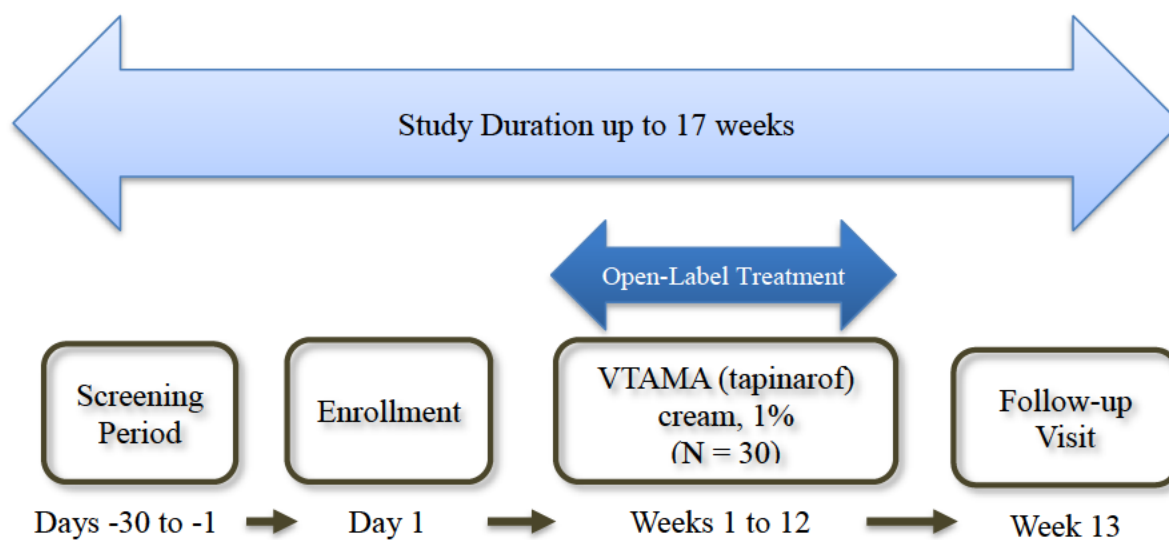 Study Duration up to 17 weeks
Open-Label Treatment
Screening
Period
Enrollment
VTAMA (tapinarof)
cream, 1%
(N = 30)
Follow-up
Visit
Days -30 to -1
Day 1
Weeks 1 to 12
Week 13